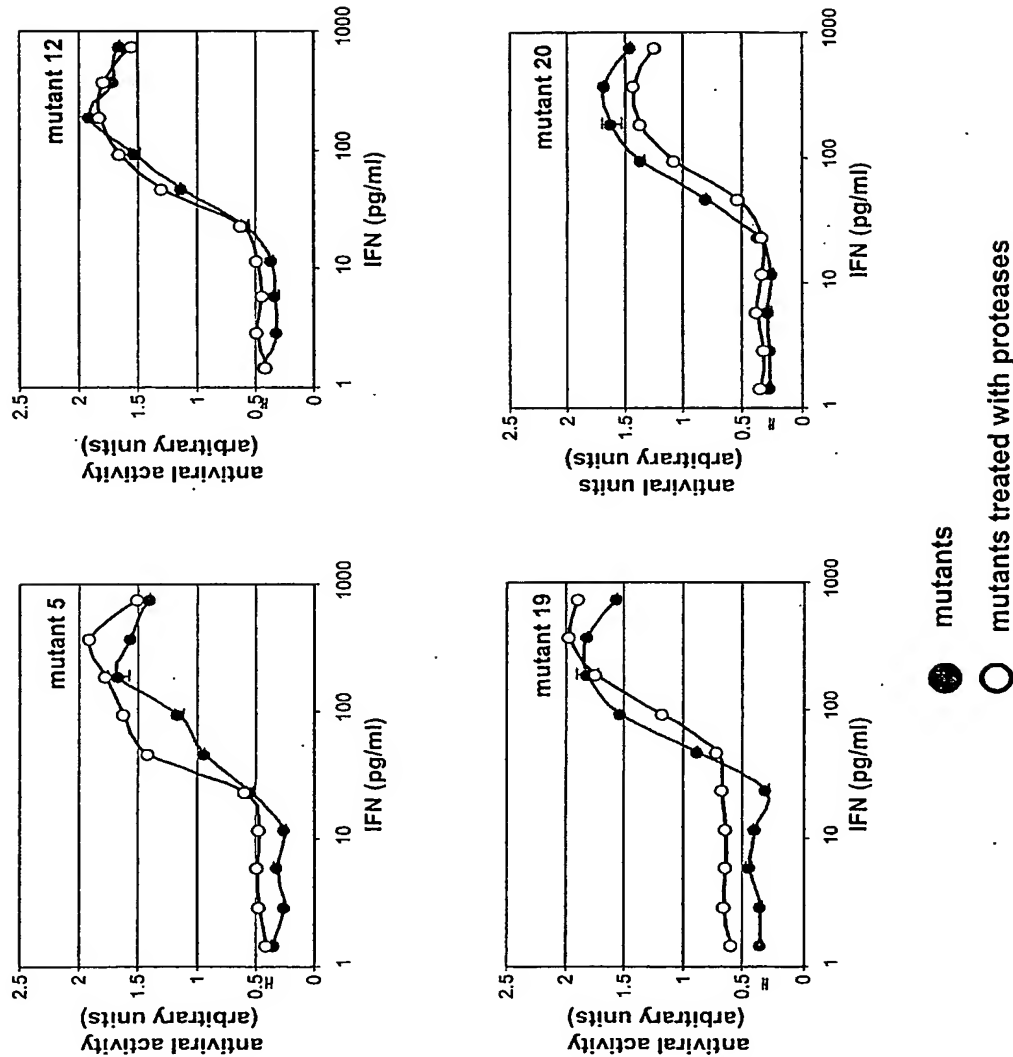 mutant 5
antiviral activity
(arbitrary units)
2.5
2
1.5
1
0.5
0
1
10
100
1000
IFN (pg/ml)
mutant 12
antiviral activity
(arbitrary units)
2.5
2
1.5
1
0.5
0
1
10
100
1000
IFN (pg/ml)
mutant 19
antiviral activity
(arbitrary units)
2.5
2
1.5
1
0.5
0
1
10
100
1000
IFN (pg/ml)
mutant 20
antiviral units
(arbitrary units)
2.5
2
1.5
1
0.5
0
1
10
100
1000
IFN (pg/ml)
mutants
mutants treated with proteases